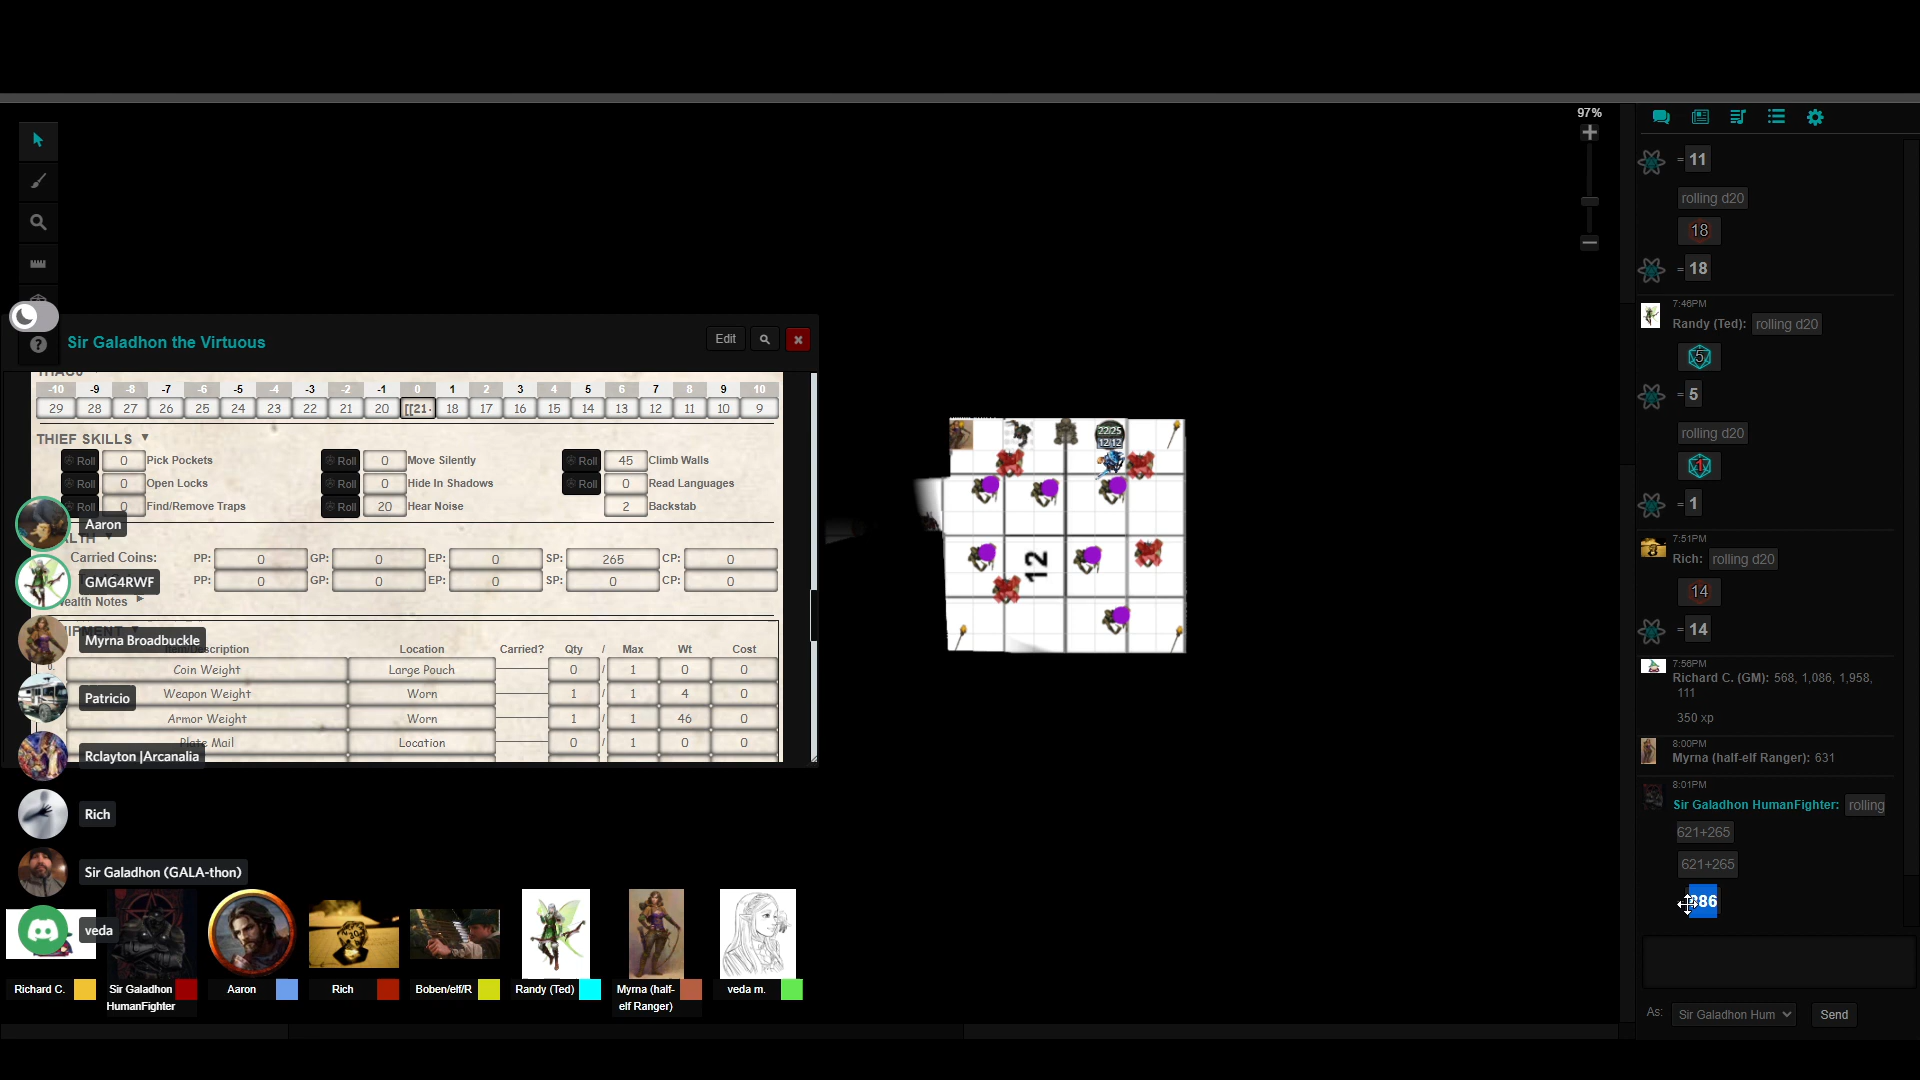 97%
= 11
rolling d20
18
= 18
7:46PM
Randy (Ted): rolling d20
5
= 5
rolling d20
1
= 1
7:51PM
Rich: rolling d20
14
= 14
7:56PM
Richard C. (GM): 568, 1,086, 1,958,
111
350 xp
8:00PM
Myrna (half-elf Ranger): 631
8:01PM
Sir Galadhon HumanFighter: rolling
621+265
621+265
As: Sir Galadhon Hum Send
Sir Galadhon the Virtuous Edit
-10 -9 -8 -7 -6 -5 -4 -3 -2 -1 0 1 2 3 4 5 6 7 8 9 10
29 28 27 26 25 24 23 22 21 20 [[21- 18 17 16 15 14 13 12 11 10 9
THIEF SKILLS
Roll 0 Pick Pockets Roll 0 Move Silently Roll 45 Climb Walls
Roll 0 Open Locks Roll 0 Hide In Shadows Roll 0 Read Languages
Roll 0 Find/Remove Traps Roll 20 Hear Noise 2 Backstab
Carried Coins: PP: 0 GP: 0 EP: 0 SP: 265 CP: 0
PP: 0 GP: 0 EP: 0 SP: 0 CP: 0
Wealth Notes
Item/Description Location Carried? Qty / Max Wt Cost
Coin Weight Large Pouch 0 / 1 0 0
Weapon Weight Worn 1 / 1 4 0
Armor Weight Worn 1 / 1 46 0
Plate Mail Location 0 / 1 0 0
Aaron
GMG4RWF
Myrna Broadbuckle
Patricio
Rclayton |Arcanalia
Rich
Sir Galadhon (GALA-thon)
veda
22/25
12/12
12
Richard C.
Sir Galadhon
HumanFighter
Aaron
Rich
Boben/elf/R
Randy (Ted)
Myrna (half-
elf Ranger)
veda m.